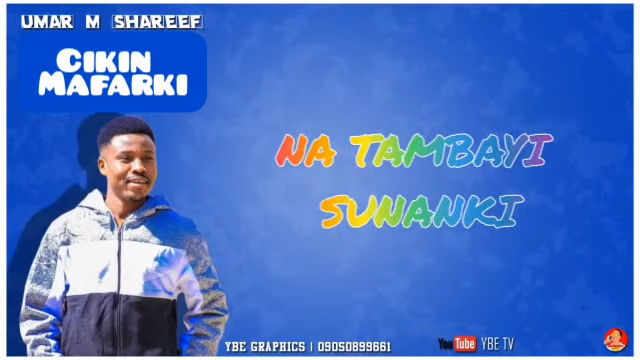 UMAR M SHAREEF
CIKIN
MAFARKI
NA TAMBAYI
SUNANKI
YBE GRAPHICS | 09050899661
YouTube YBE TV